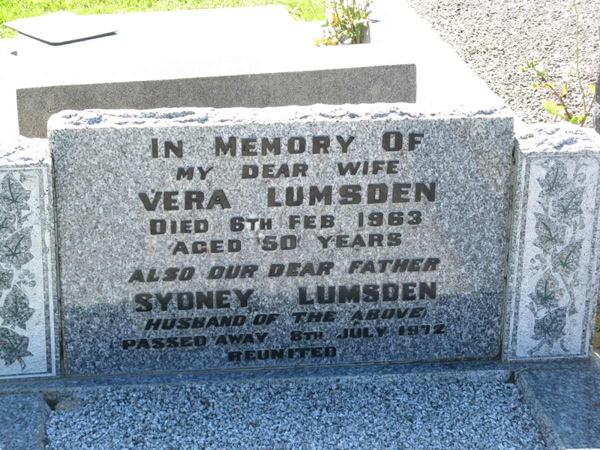 IN MEMORY OF
MY DEAR WIFE
VERA LUMSDEN
DIED 6TH FEB 1963
AGED 50 YEARS
ALSO OUR DEAR FATHER
SYDNEY LUMSDEN
HUSBAND OF THE ABOVE
PASSED AWAY 8TH JULY 1972
REUNITED